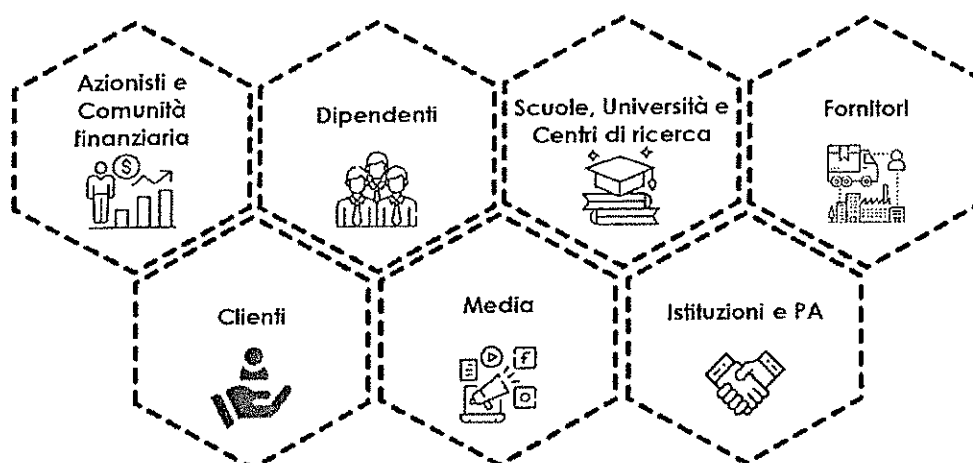 Azionisti e
Comunità
finanziaria
Dipendenti
Scuole, Università e
Centri di ricerca
Fornitori
Clienti
Media
Istituzioni e PA